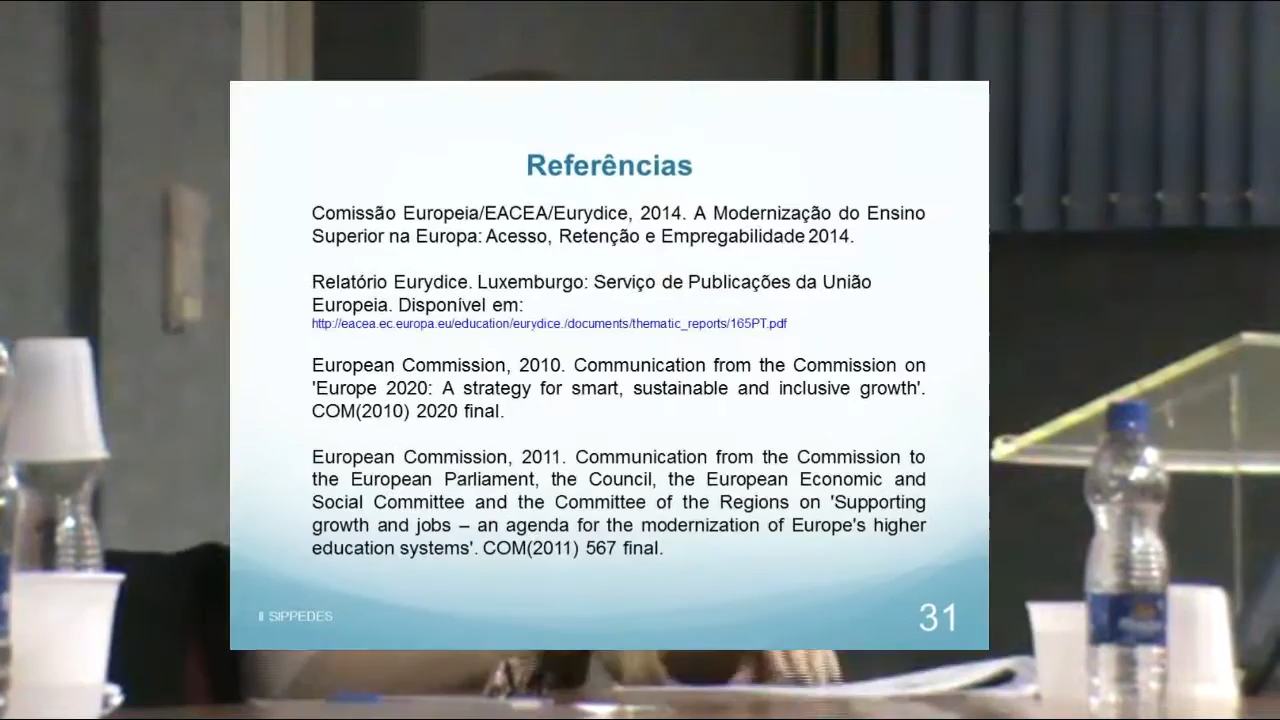 Referências
Comissão Europeia/EACEA/Eurydice, 2014. A Modernização do Ensino
Superior na Europa: Acesso, Retenção e Empregabilidade 2014.
Relatório Eurydice. Luxemburgo: Serviço de Publicações da União
Europeia. Disponível em:
http://eacea.ec.europa.eu/education/eurydice./documents/thematic_reports/165PT.pdf
European Commission, 2010. Communication from the Commission on
'Europe 2020: A strategy for smart, sustainable and inclusive growth'.
COM(2010) 2020 final.
European Commission, 2011. Communication from the Commission to
the European Parliament, the Council, the European Economic and
Social Committee and the Committee of the Regions on 'Supporting
growth and jobs – an agenda for the modernization of Europe's higher
education systems'. COM(2011) 567 final.
II SIPPEDES
31